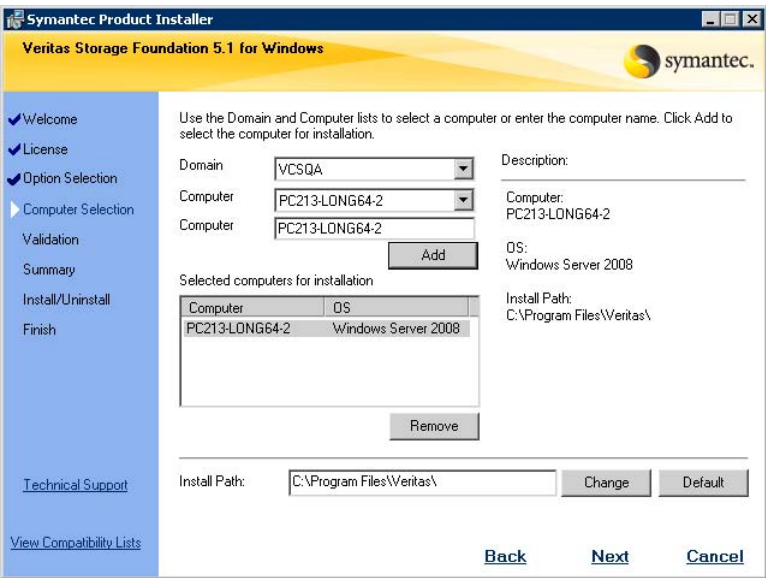 Symantec Product Installer
Veritas Storage Foundation 5.1 for Windows
symantec.
Welcome
License
Option Selection
Computer Selection
Validation
Summary
Install/Uninstall
Finish
Technical Support
View Compatibility Lists
Use the Domain and Computer lists to select a computer or enter the computer name. Click Add to
select the computer for installation.
Domain
VCSQA
Computer
PC213-LONG64-2
Computer
PC213-LONG64-2
Add
Selected computers for installation
Computer OS
PC213-LONG64-2 Windows Server 2008
Remove
Description:
Computer:
PC213-LONG64-2
OS:
Windows Server 2008
Install Path:
C:\Program Files\Veritas\
Install Path:
C:\Program Files\Veritas\
Change
Default
Back
Next
Cancel